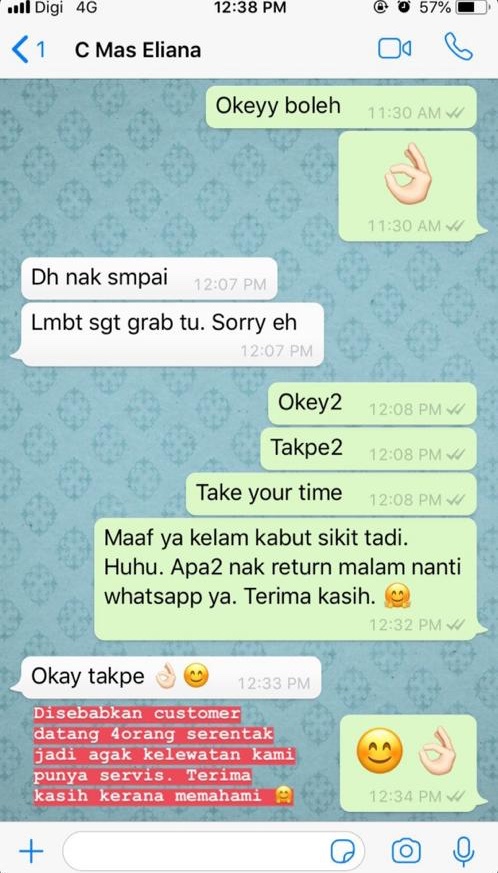 Digi 4G 12:38 PM 57%
1 C Mas Eliana
Okeyy boleh 11:30 AM
👌🏻
11:30 AM
Dh nak smpai 12:07 PM
Lmbt sgt grab tu. Sorry eh
12:07 PM
Okey2 12:08 PM
Takpe2 12:08 PM
Take your time 12:08 PM
Maaf ya kelam kabut sikit tadi.
Huhu. Apa2 nak return malam nanti
whatsapp ya. Terima kasih. 🤗
12:32 PM
Okay takpe 👌🏻😊 12:33 PM
Disebabkan customer
datang 4orang serentak
jadi agak kelewatan kami
punya servis. Terima
kasih kerana memahami 🤗
😊👌🏻
12:34 PM